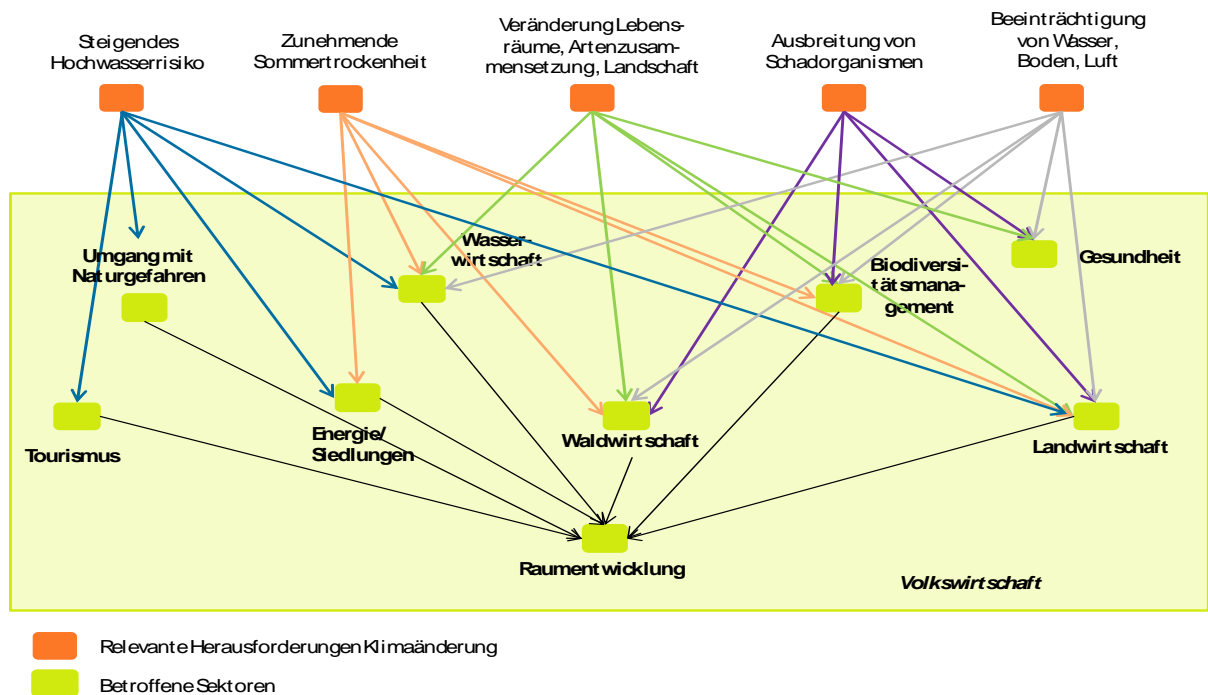 Steigendes
Hochwasserrisiko
Zunehmende
Sommertrockenheit
Veränderung Lebens-
räume, Artenzusam-
mensetzung, Landschaft
Ausbreitung von
Schadorganismen
Beeinträchtigung
von Wasser,
Boden, Luft
Umgang mit
Naturgefahren
Wasser-
wirtschaft
Biodiversi-
tätsmana-
gement
Gesundheit
Tourismus
Energie/
Siedlungen
Waldwirtschaft
Landwirtschaft
Raumentwicklung
Volkswirtschaft
Relevante Herausforderungen Klimaänderung
Betroffene Sektoren